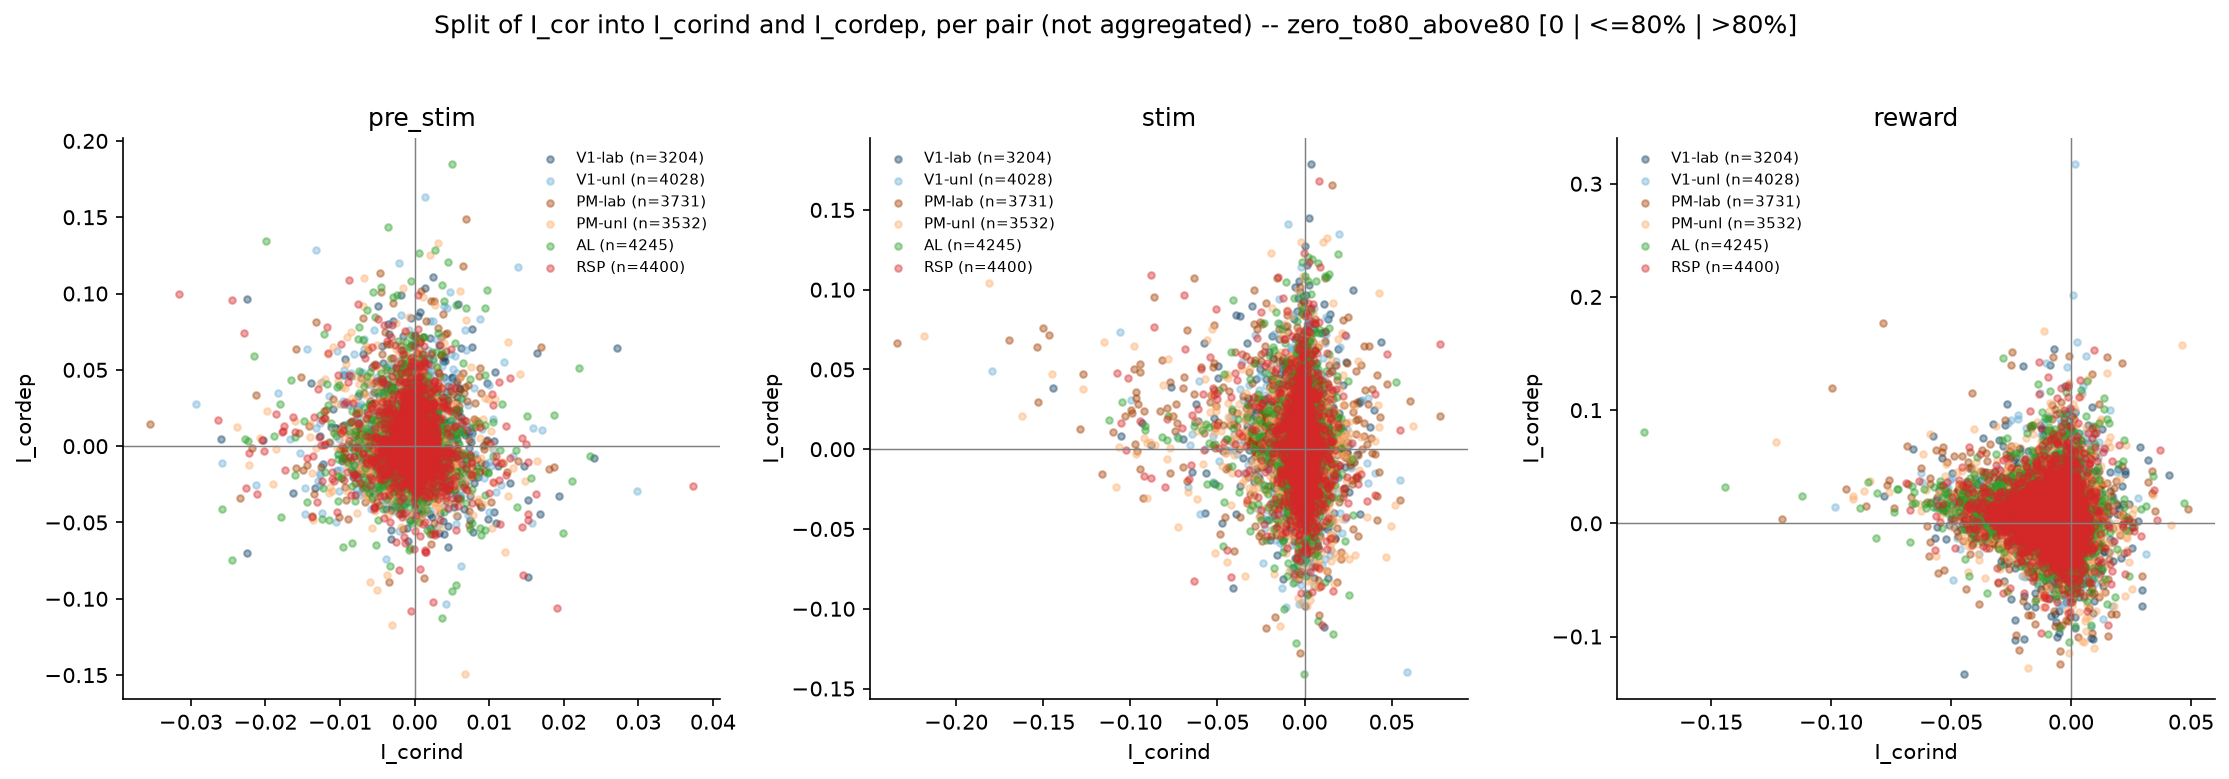 Split of I_cor into I_corind and I_cordep, per pair (not aggregated) -- zero_to80_above80 [0 | <=80% | >80%]
pre_stim
0.20
0.15
0.10
0.05
0.00
−0.05
−0.10
−0.15
I_cordep
V1-lab (n=3204)
V1-unl (n=4028)
PM-lab (n=3731)
PM-unl (n=3532)
AL (n=4245)
RSP (n=4400)
−0.03 −0.02 −0.01 0.00 0.01 0.02 0.03 0.04
I_corind
stim
0.15
0.10
0.05
0.00
−0.05
−0.10
−0.15
I_cordep
V1-lab (n=3204)
V1-unl (n=4028)
PM-lab (n=3731)
PM-unl (n=3532)
AL (n=4245)
RSP (n=4400)
−0.20 −0.15 −0.10 −0.05 0.00 0.05
I_corind
reward
0.3
0.2
0.1
0.0
−0.1
I_cordep
V1-lab (n=3204)
V1-unl (n=4028)
PM-lab (n=3731)
PM-unl (n=3532)
AL (n=4245)
RSP (n=4400)
−0.15 −0.10 −0.05 0.00 0.05
I_corind